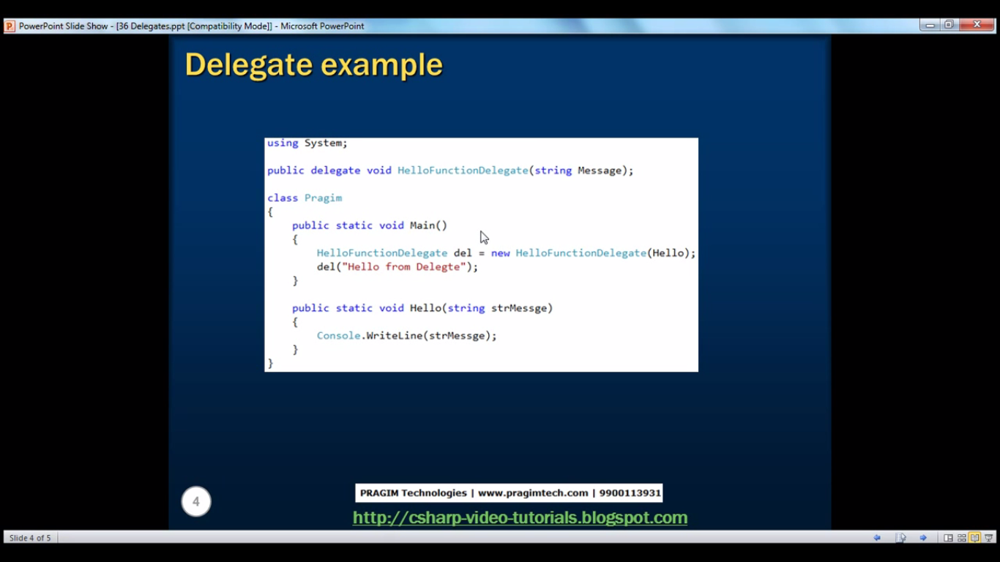 PowerPoint Slide Show - [36 Delegates.ppt [Compatibility Mode]] - Microsoft PowerPoint
Delegate example
using System;
public delegate void HelloFunctionDelegate(string Message);
class Pragim
{
public static void Main()
{
HelloFunctionDelegate del = new HelloFunctionDelegate(Hello);
del("Hello from Delegte");
}
public static void Hello(string strMessge)
{
Console.WriteLine(strMessge);
}
}
4
PRAGIM Technologies | www.pragimtech.com | 9900113931
http://csharp-video-tutorials.blogspot.com
Slide 4 of 5